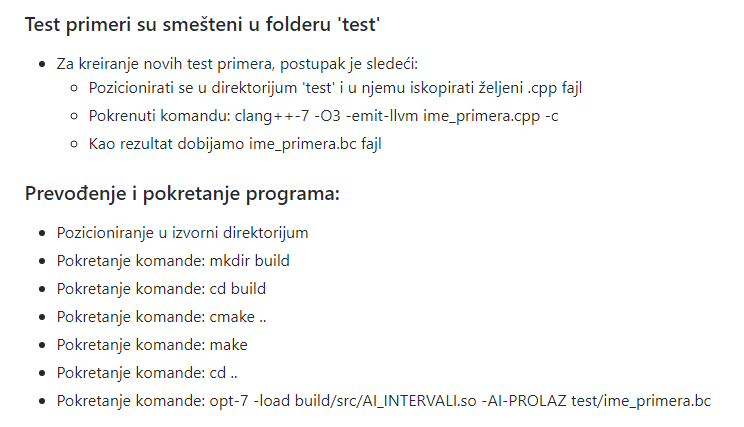 Test primeri su smešteni u folderu 'test'
Za kreiranje novih test primera, postupak je sledeći:
Pozicionirati se u direktorijum 'test' i u njemu iskopirati željeni .cpp fajl
Pokrenuti komandu: clang++-7 -O3 -emit-llvm ime_primera.cpp -c
Kao rezultat dobijamo ime_primera.bc fajl
Prevođenje i pokretanje programa:
Pozicioniranje u izvorni direktorijum
Pokretanje komande: mkdir build
Pokretanje komande: cd build
Pokretanje komande: cmake ..
Pokretanje komande: make
Pokretanje komande: cd ..
Pokretanje komande: opt-7 -load build/src/AI_INTERVALI.so -AI-PROLAZ test/ime_primera.bc